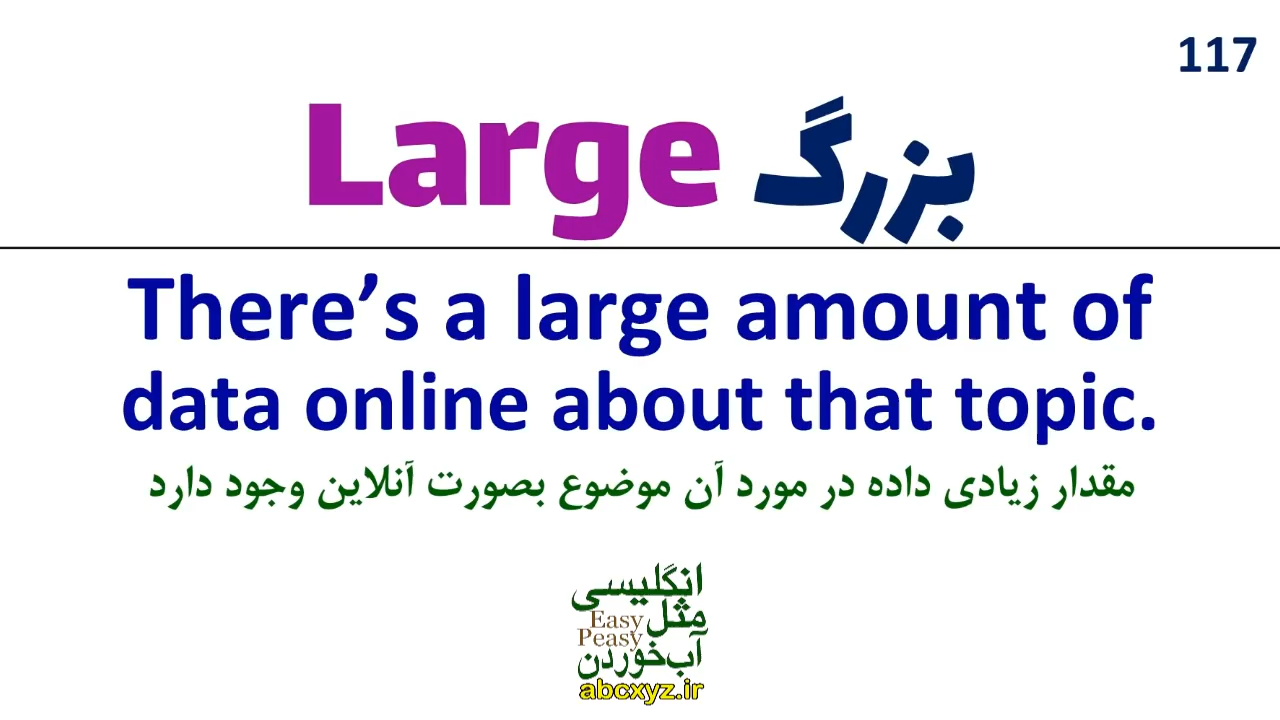 117
Large بزرگ
There’s a large amount of
data online about that topic.
مقدار زیادی داده در مورد آن موضوع بصورت آنلاین وجود دارد
انگلیسی
مثل
Easy
Peasy
آب‌خوردن
abcxyz.ir